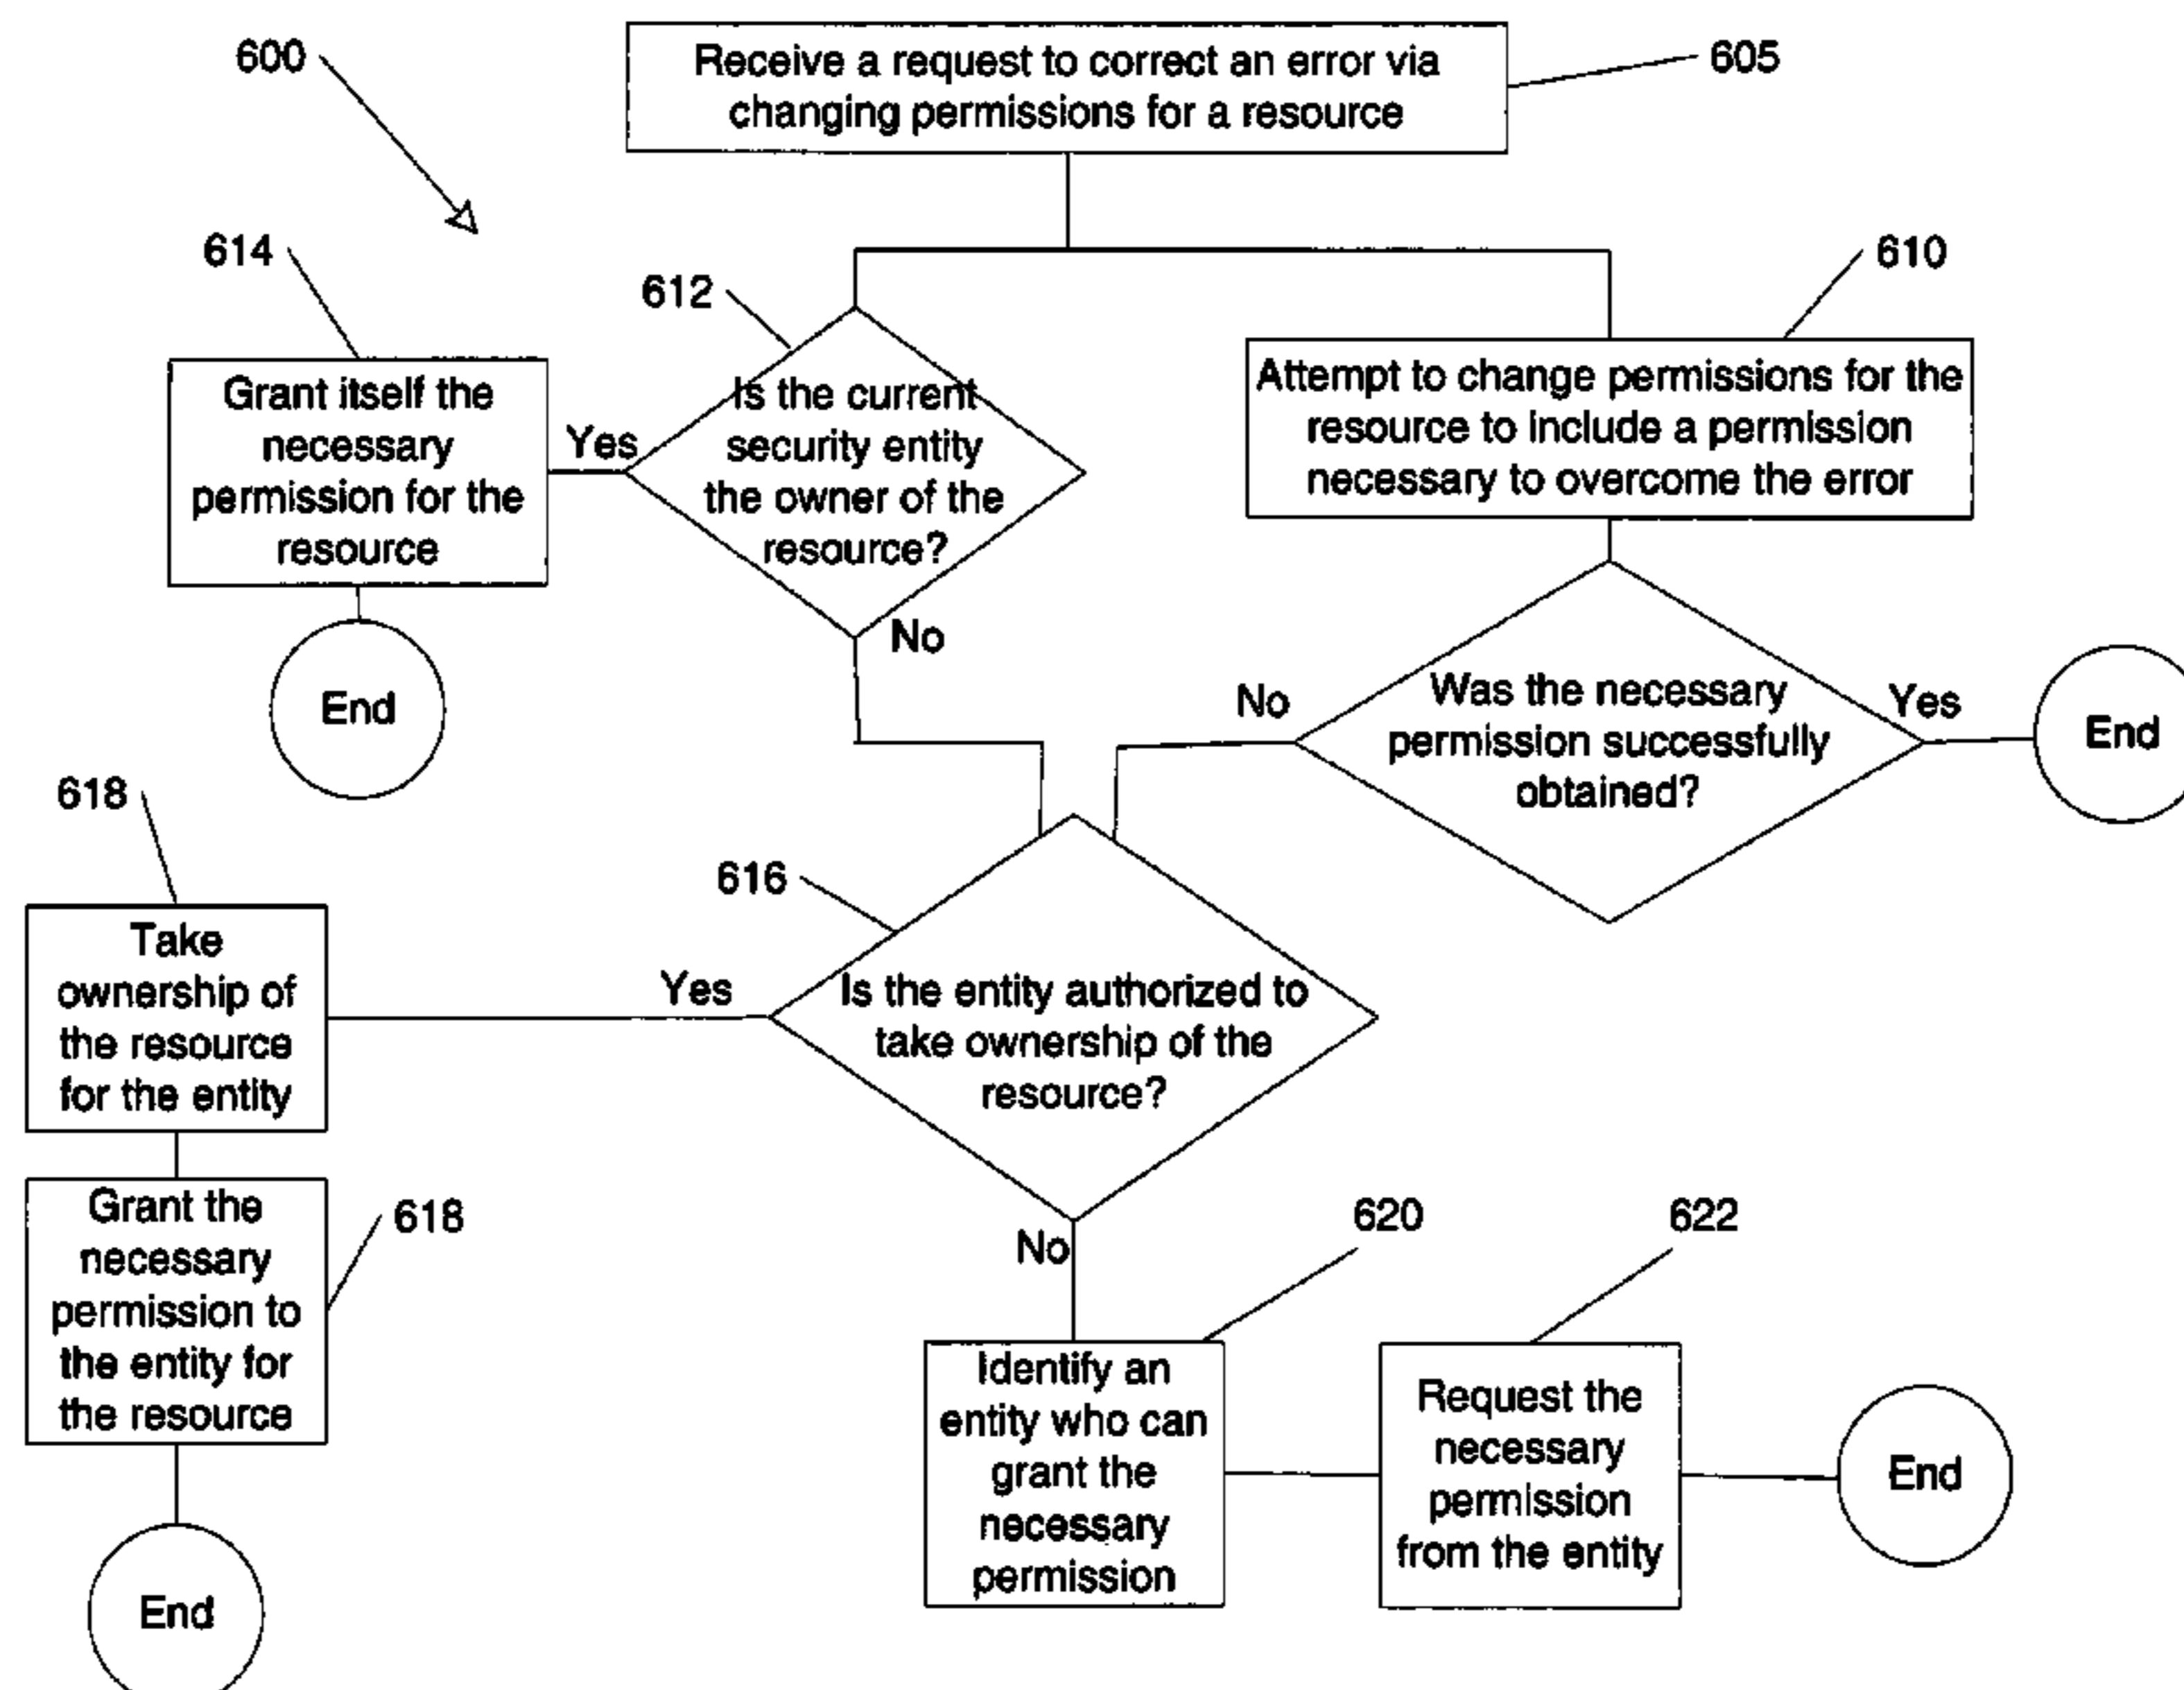 600
Receive a request to correct an error via
changing permissions for a resource
605
614
612
610
Grant itself the
necessary
permission for the
resource
Yes
Is the current
security entity
the owner of the
resource?
No
Attempt to change permissions for the
resource to include a permission
necessary to overcome the error
End
No
Was the necessary
permission successfully
obtained?
Yes
End
618
616
Take
ownership of
the resource
for the entity
Yes
Is the entity authorized to
take ownership of the
resource?
No
Grant the
necessary
permission to
the entity for
the resource
618
620
622
Identify an
entity who can
grant the
necessary
permission
Request the
necessary
permission
from the entity
End
End